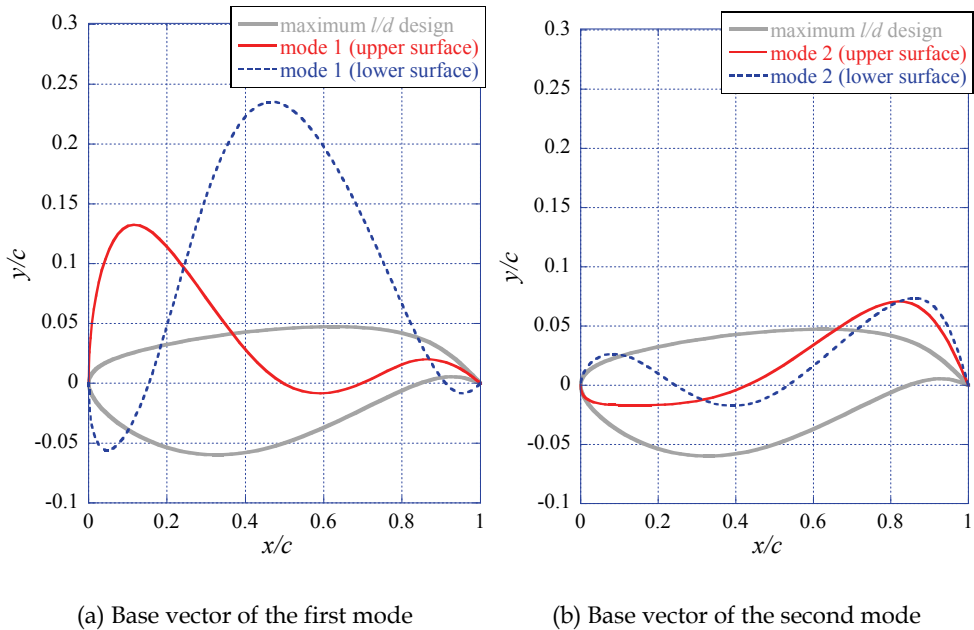 maximum l/d design
mode 1 (upper surface)
mode 1 (lower surface)
0.3
0.25
0.2
0.15
0.1
0.05
0
-0.05
-0.1
y/c
0 0.2 0.4 0.6 0.8 1
x/c
(a) Base vector of the first mode
maximum l/d design
mode 2 (upper surface)
mode 2 (lower surface)
0.3
0.25
0.2
0.15
0.1
0.05
0
-0.05
-0.1
y/c
0 0.2 0.4 0.6 0.8 1
x/c
(b) Base vector of the second mode